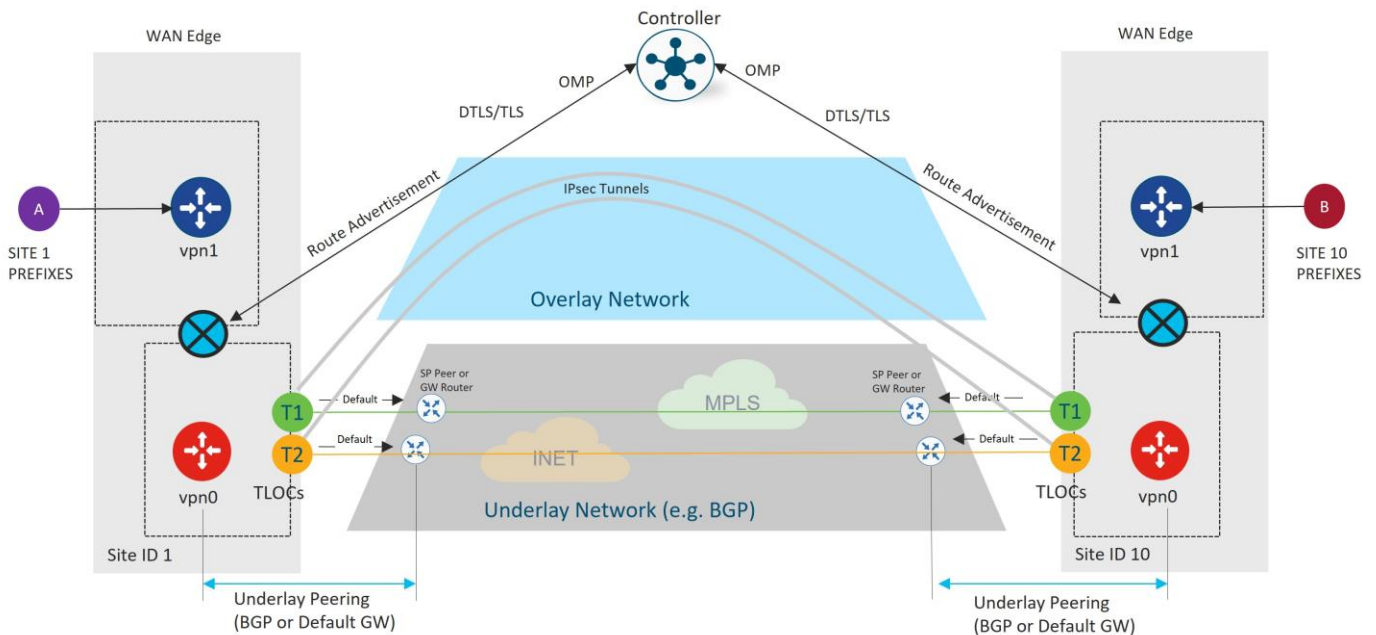 Controller
WAN Edge
WAN Edge
OMP
OMP
DTLS/TLS
DTLS/TLS
Route Advertisement
Route Advertisement
IPsec Tunnels
A
vpn1
SITE 1
PREFIXES
vpn1
B
SITE 10
PREFIXES
Overlay Network
SP Peer or
GW Router
SP Peer or
GW Router
T1
Default
MPLS
Default
T1
T2
Default
INET
Default
T2
vpn0
TLOCs
TLOCs
vpn0
Underlay Network (e.g. BGP)
Site ID 1
Site ID 10
Underlay Peering
(BGP or Default GW)
Underlay Peering
(BGP or Default GW)